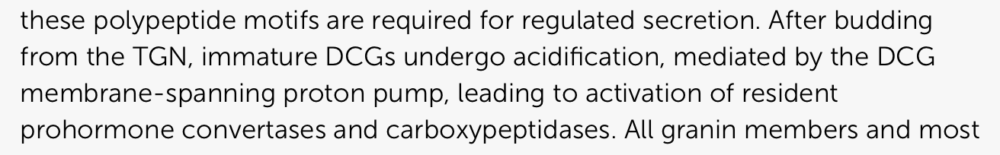 these polypeptide motifs are required for regulated secretion. After budding
from the TGN, immature DCGs undergo acidification, mediated by the DCG
membrane-spanning proton pump, leading to activation of resident
prohormone convertases and carboxypeptidases. All granin members and most